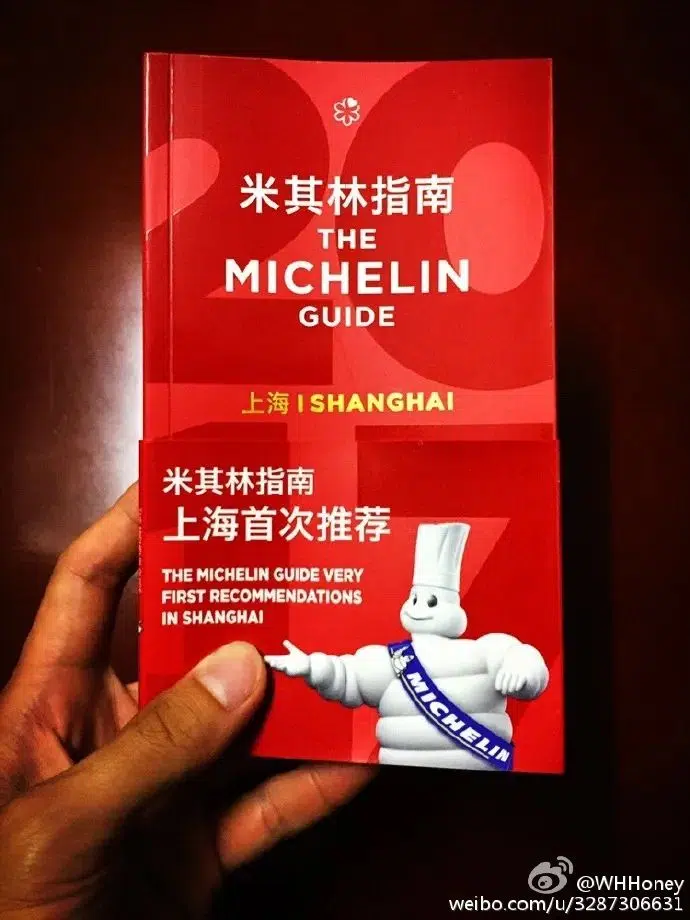 2017
米其林指南
THE
MICHELIN
GUIDE
上海 | SHANGHAI
米其林指南
上海首次推荐
THE MICHELIN GUIDE VERY
FIRST RECOMMENDATIONS
IN SHANGHAI
MICHELIN
@WHHoney
weibo.com/u/3287306631